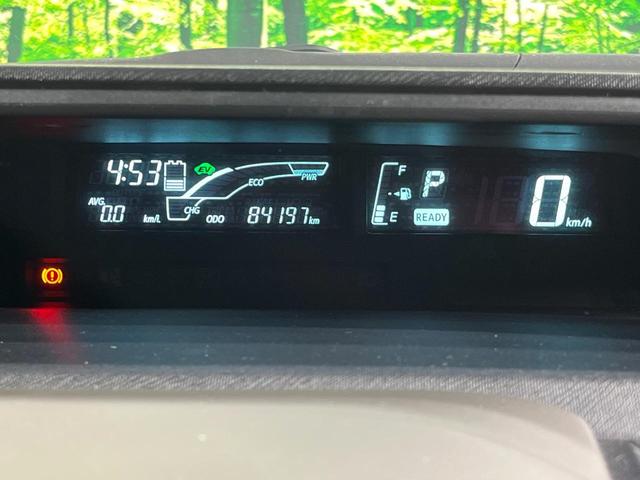 4:53 EV
ECO PWR
AVG. 0.0 km/L CHG ODO 84197 km
F
P
E READY
0 km/h